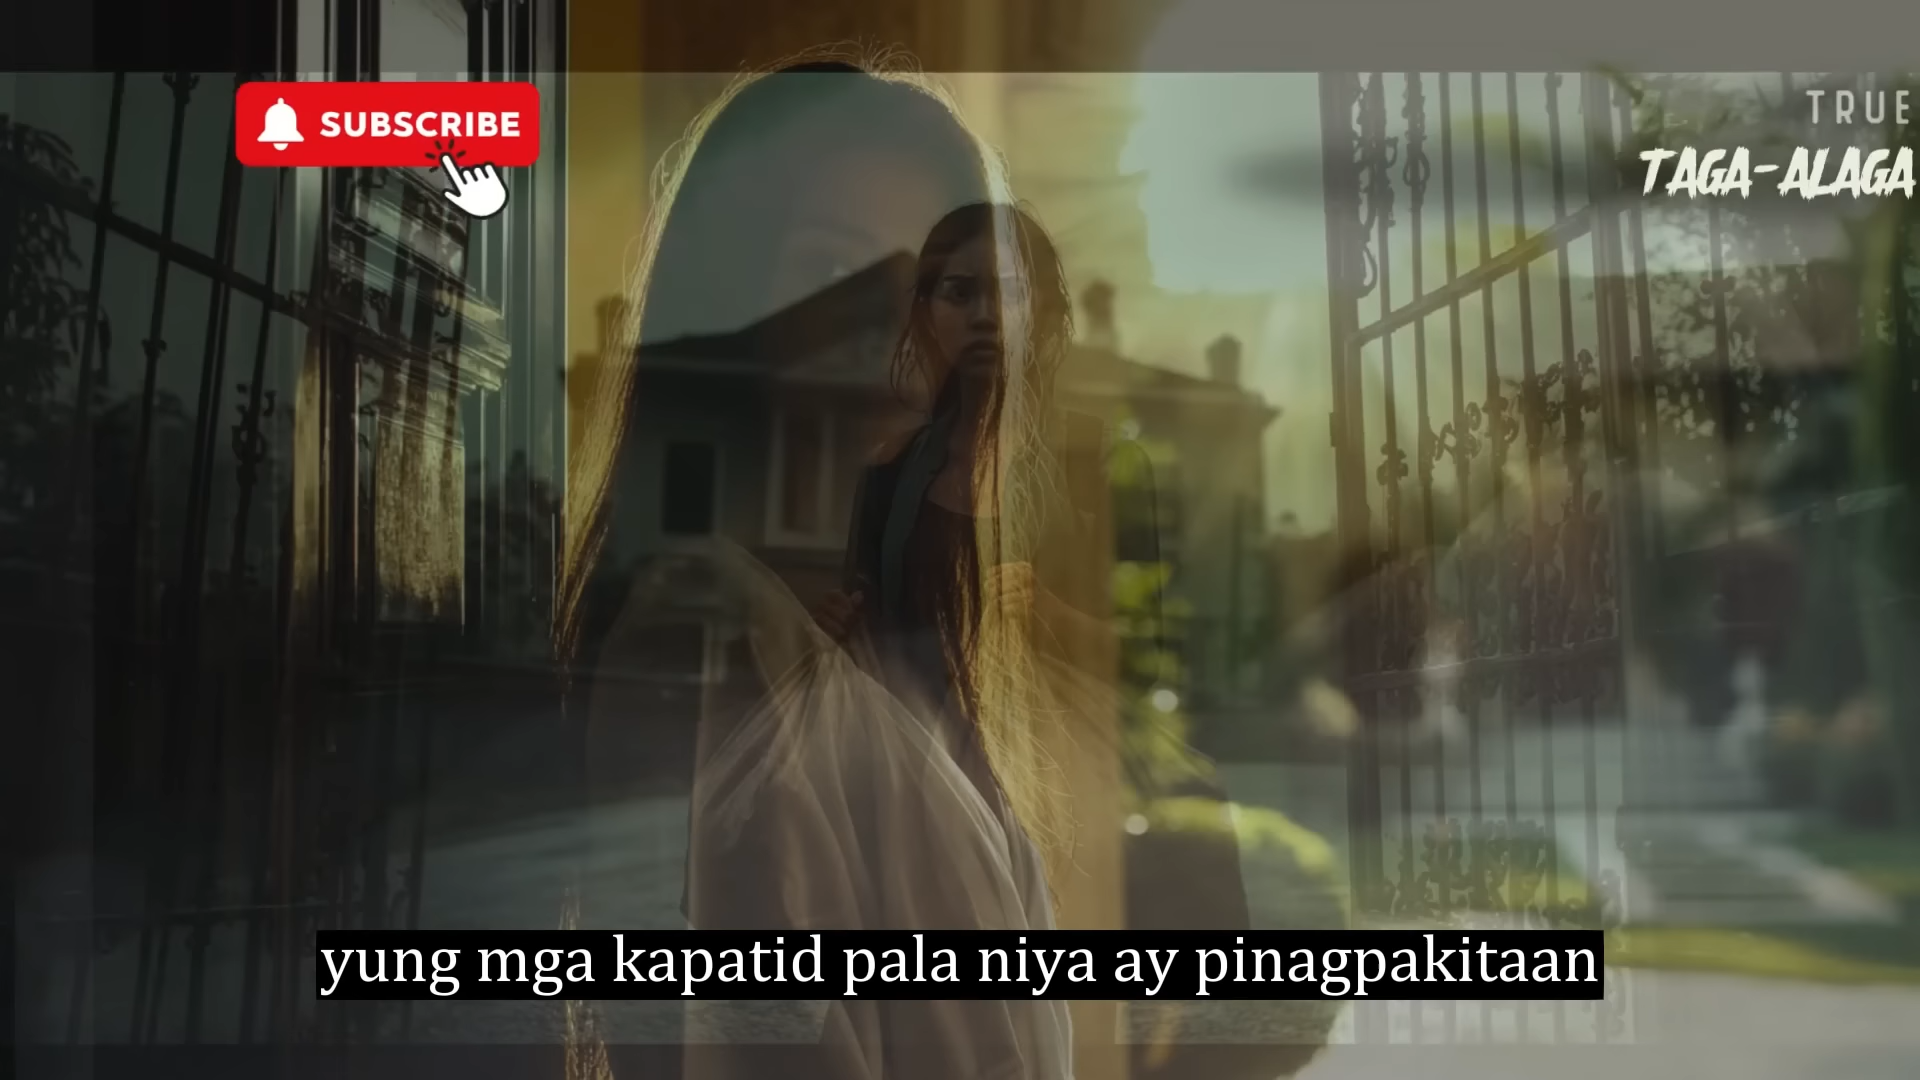 SUBSCRIBE
TRUE
TAGA-ALAGA
yung mga kapatid pala niya ay pinagpakitaan